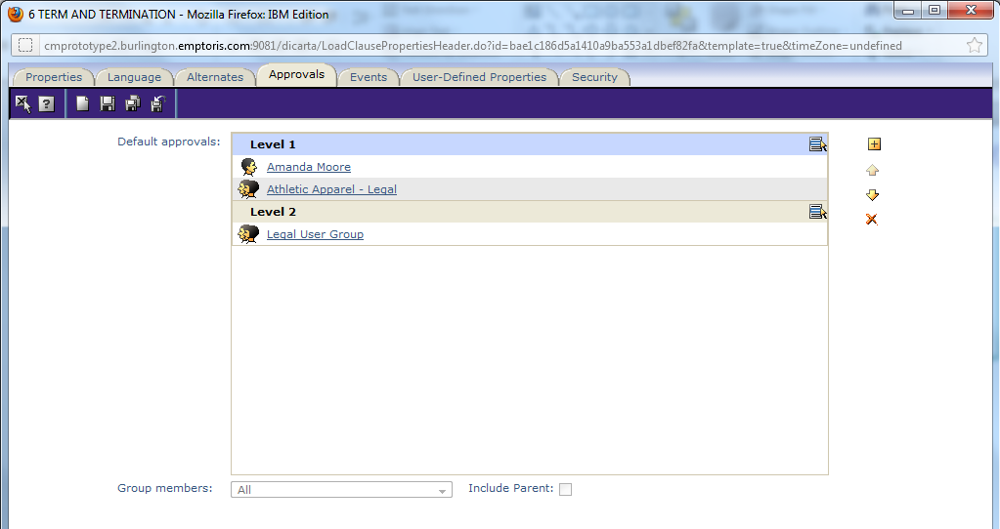 6 TERM AND TERMINATION - Mozilla Firefox: IBM Edition
cmprototype2.burlington.emptoris.com:9081/dicarta/LoadClausePropertiesHeader.do?id=bae1c186d5a1410a9ba553a1dbef82fa&template=true&timeZone=undefined
Properties Language Alternates Approvals Events User-Defined Properties Security
Default approvals: Level 1
Amanda Moore
Athletic Apparel - Legal
Level 2
Legal User Group
Group members: All Include Parent: